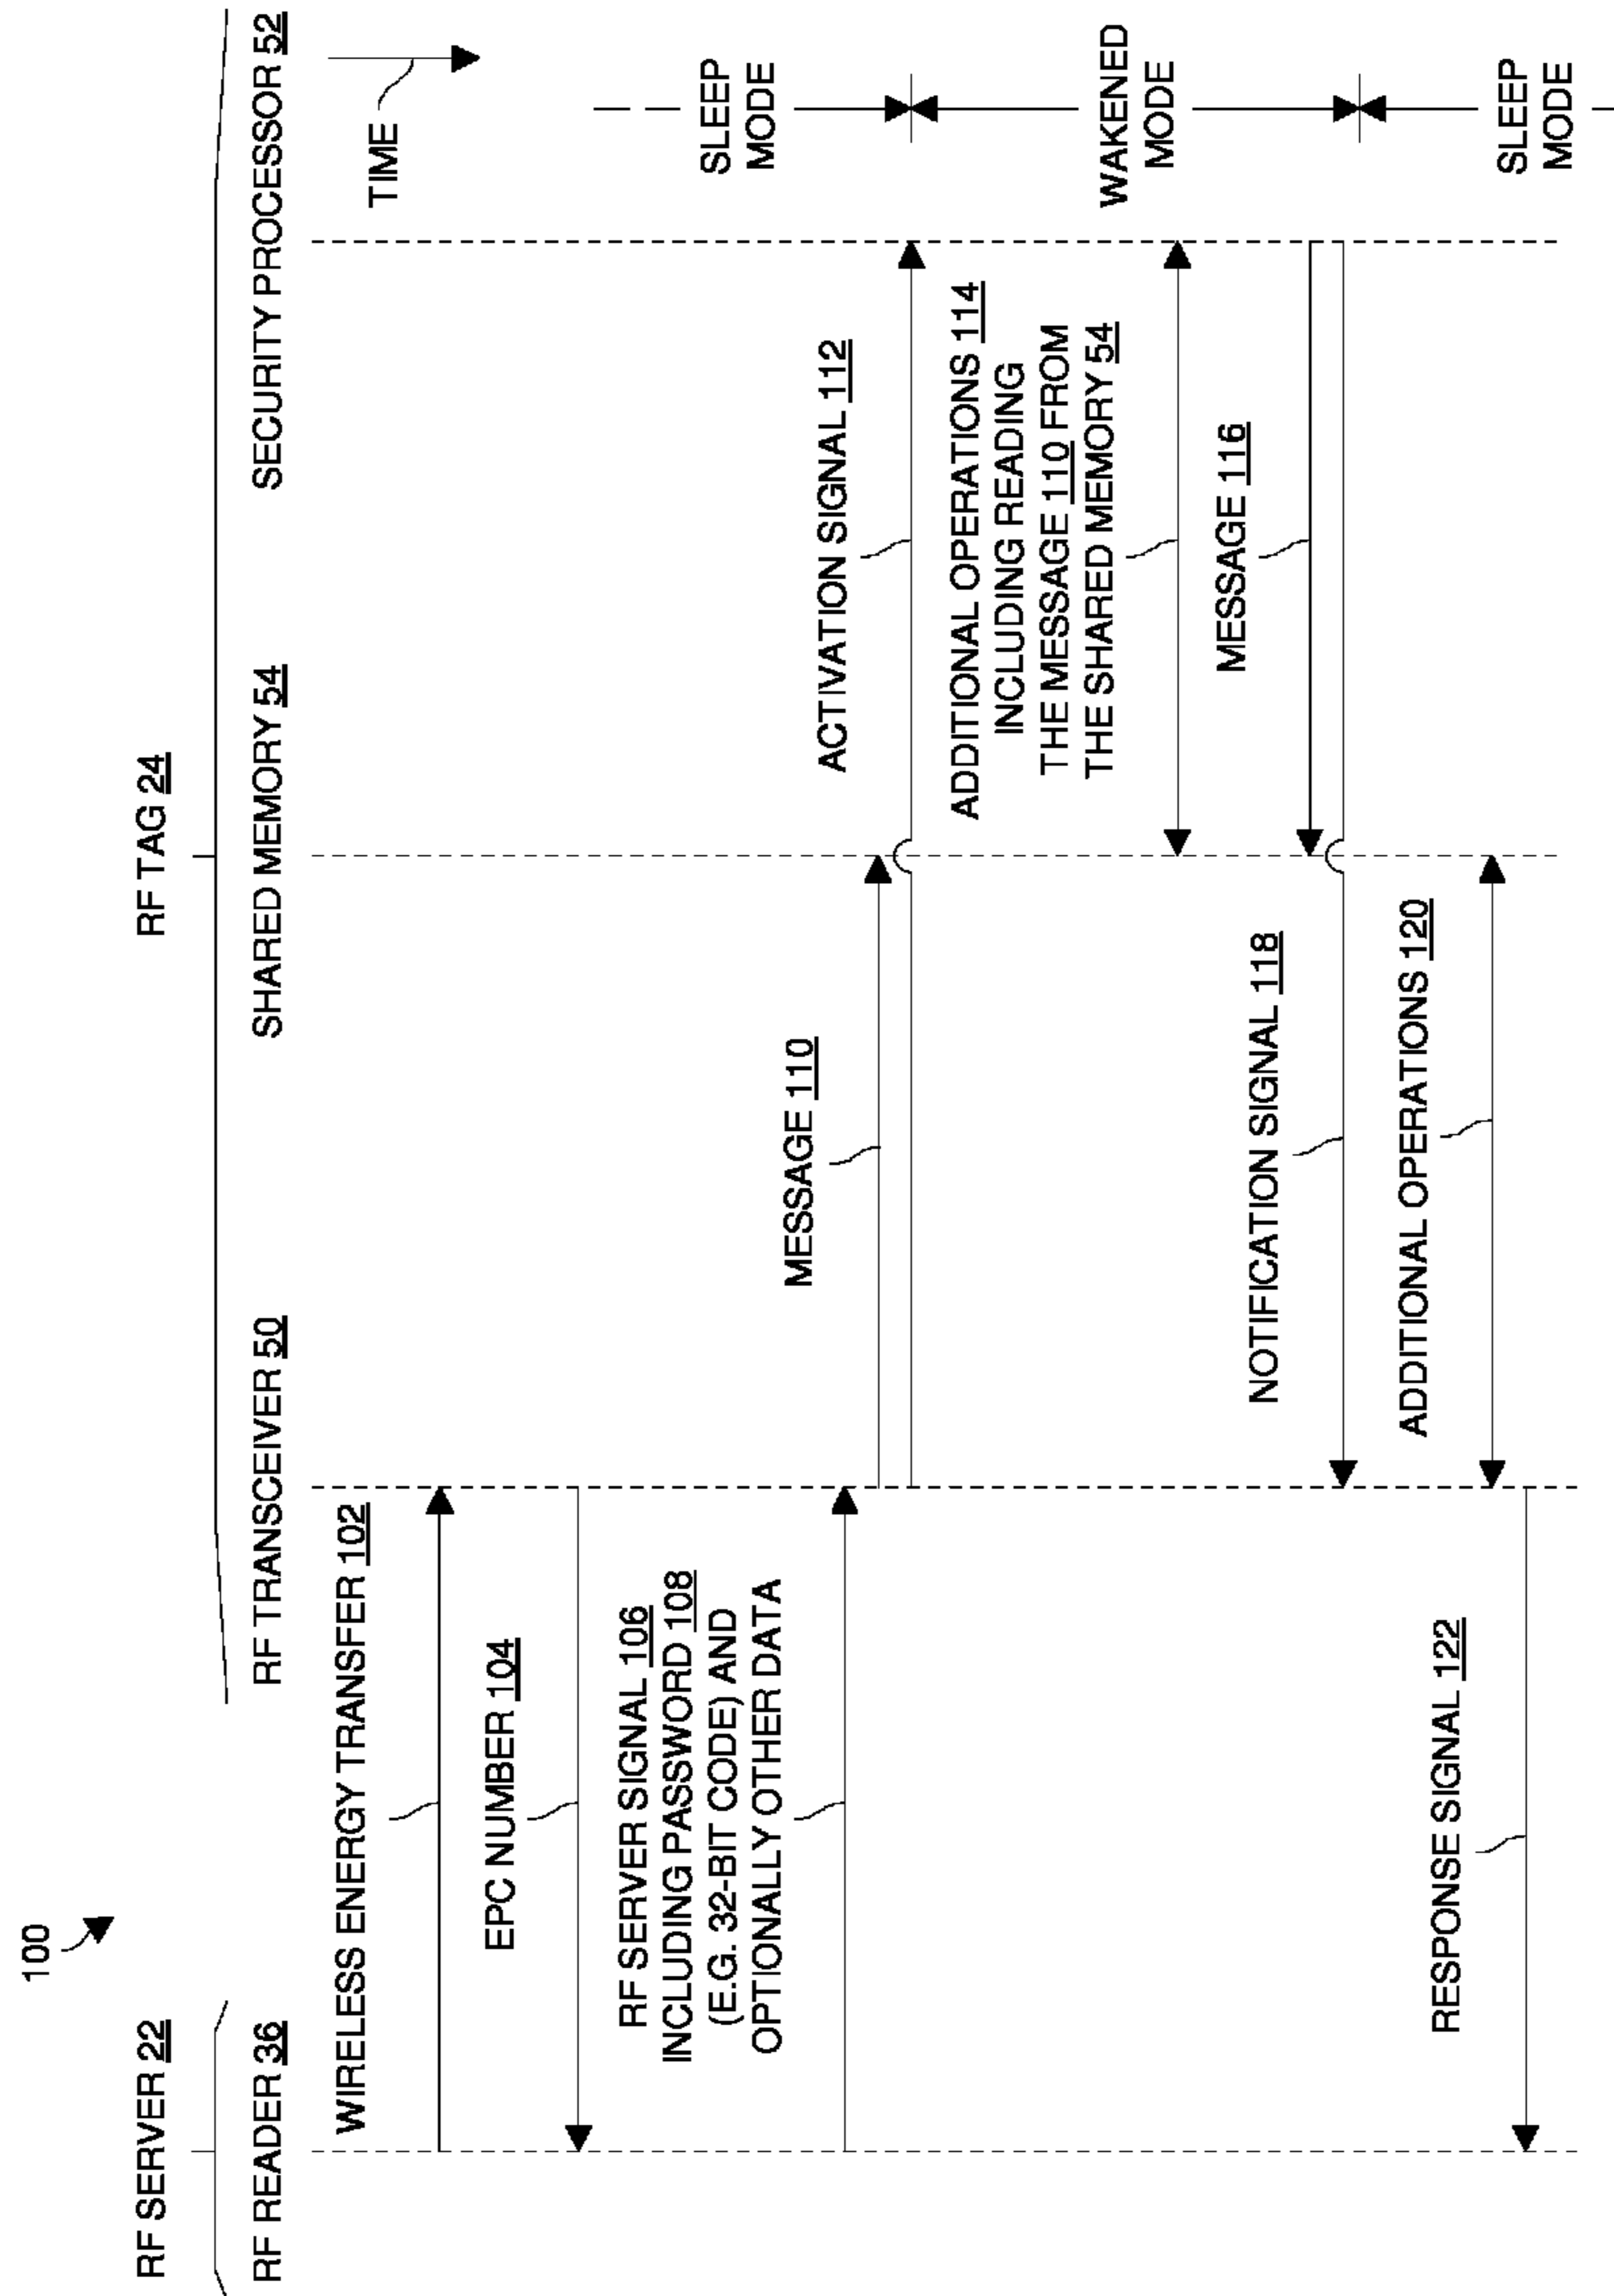 100
RF SERVER 22
RF TAG 24
RF READER 36
RF TRANSCEIVER 50
SHARED MEMORY 54
SECURITY PROCESSOR 52
WIRELESS ENERGY TRANSFER 102
TIME
EPC NUMBER 104
RF SERVER SIGNAL 106
INCLUDING PASSWORD 108
(E.G. 32-BIT CODE) AND
OPTIONALLY OTHER DATA
SLEEP
MODE
MESSAGE 110
ACTIVATION SIGNAL 112
ADDITIONAL OPERATIONS 114
INCLUDING READING
THE MESSAGE 110 FROM
THE SHARED MEMORY 54
WAKENED
MODE
MESSAGE 116
NOTIFICATION SIGNAL 118
ADDITIONAL OPERATIONS 120
RESPONSE SIGNAL 122
SLEEP
MODE